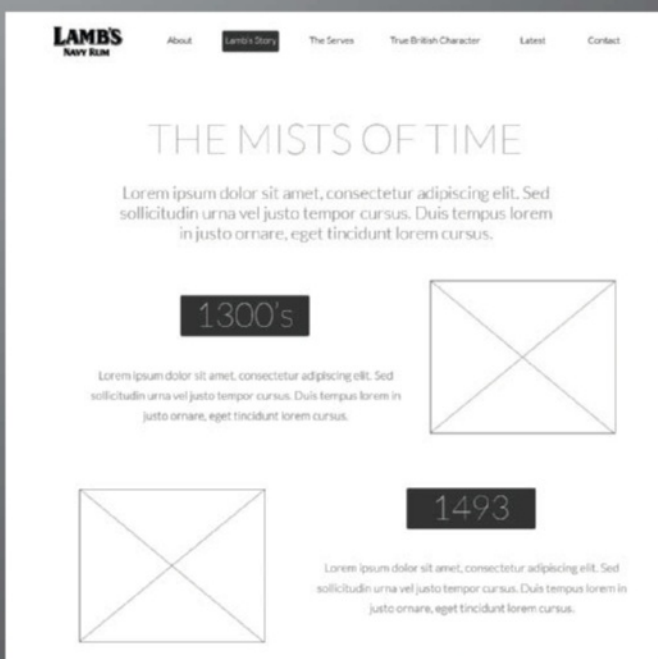 LAMB'S
NAVY RUM
About
Lamb's Story
The Serves
True British Character
Latest
Contact
THE MISTS OF TIME
Lorem ipsum dolor sit amet, consectetur adipiscing elit. Sed
sollicitudin urna vel justo tempor cursus. Duis tempus lorem
in justo ornare, eget tincidunt lorem cursus.
1300's
Lorem ipsum dolor sit amet, consectetur adipiscing elit. Sed
sollicitudin urna vel justo tempor cursus. Duis tempus lorem in
justo ornare, eget tincidunt lorem cursus.
1493
Lorem ipsum dolor sit amet, consectetur adipiscing elit. Sed
sollicitudin urna vel justo tempor cursus. Duis tempus lorem in
justo ornare, eget tincidunt lorem cursus.